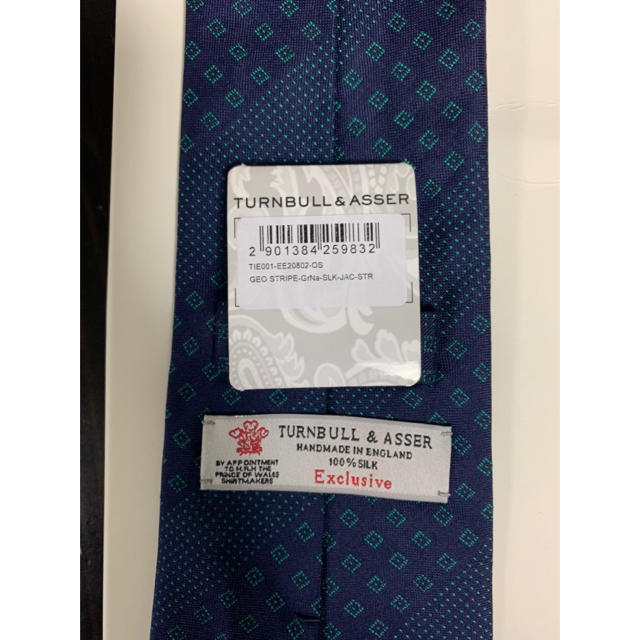 TURNBULL & ASSER
2 901384 259832
TIE001-EE20802-OS
GEO STRIPE-GrNa-SLK-JAC-STR
TURNBULL & ASSER
HANDMADE IN ENGLAND
100% SILK
Exclusive
BY APPOINTMENT
TO H.R.H THE
PRINCE OF WALES
SHIRTMAKERS